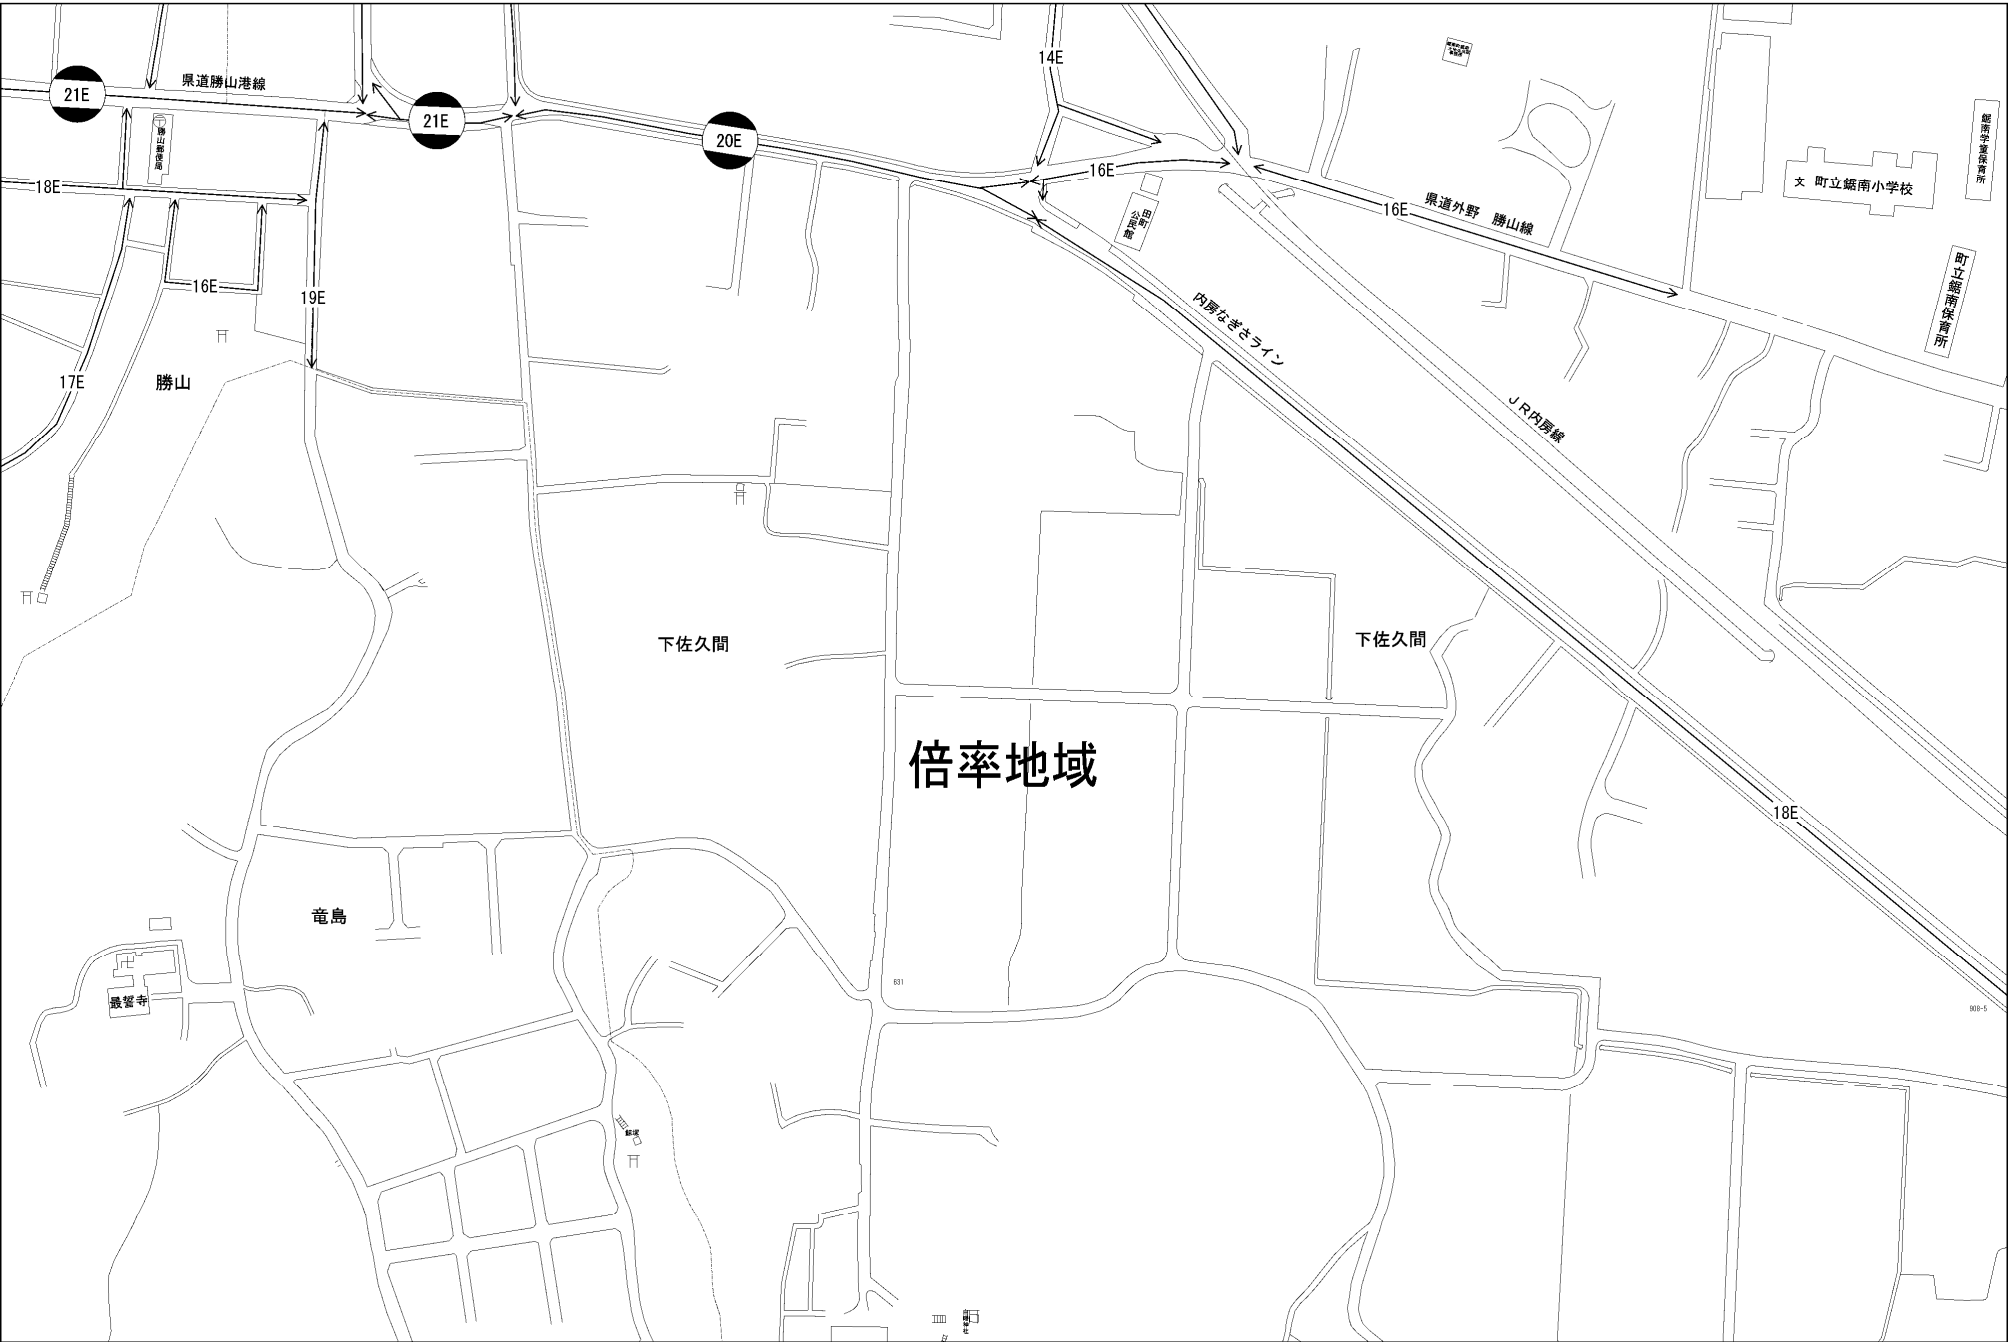 14E
県道勝山港線
21E
21E
20E
勝山郵便局
鋸南学童保育所
16E
文 町立鋸南小学校
18E
16E
県道外野 勝山線
田町
公民館
町立鋸南保育所
16E
19E
内房なぎさライン
17E
勝山
JR内房線
下佐久間
下佐久間
倍率地域
18E
竜島
631
最誓寺
908-5